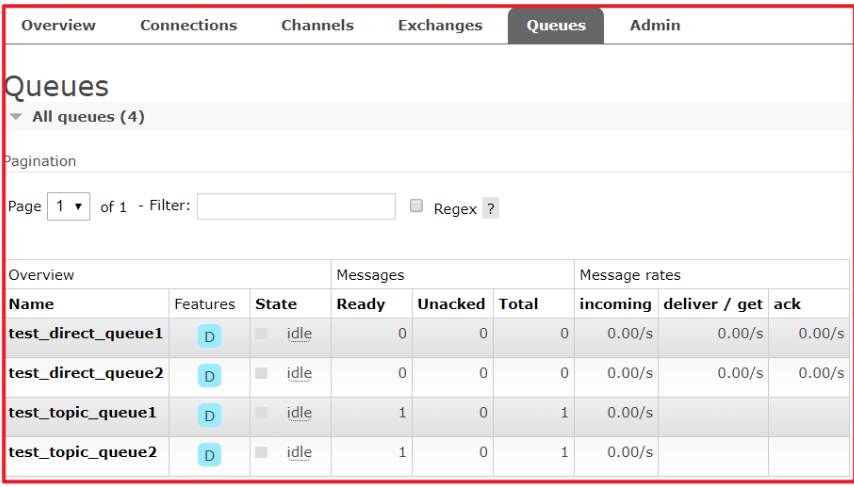 Overview Connections Channels Exchanges Queues Admin
Queues
All queues (4)
Pagination
Page 1 of 1 - Filter: Regex ?
Overview Messages Message rates
Name Features State Ready Unacked Total incoming deliver / get ack
test_direct_queue1 D idle 0 0 0 0.00/s 0.00/s 0.00/s
test_direct_queue2 D idle 0 0 0 0.00/s 0.00/s 0.00/s
test_topic_queue1 D idle 1 0 1 0.00/s
test_topic_queue2 D idle 1 0 1 0.00/s